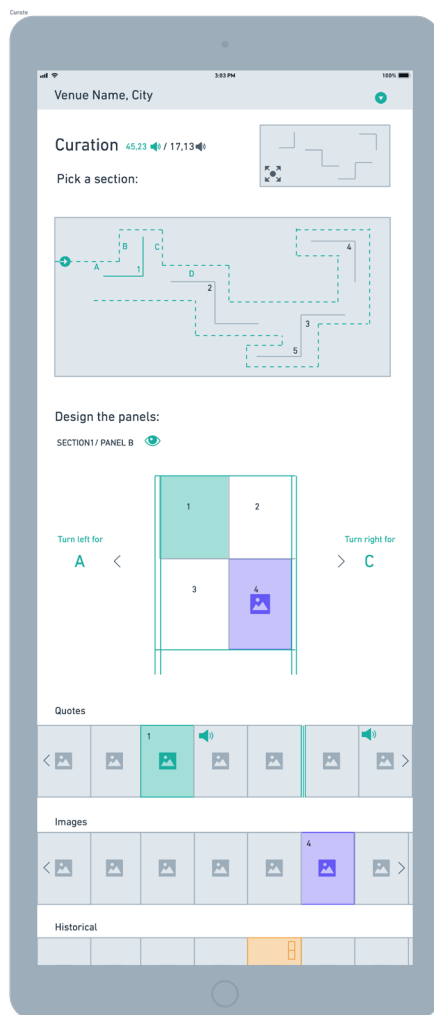 Curate
3:03 PM
100%
Venue Name, City
Curation 45,23 / 17,13
Pick a section:
B
C
4
A
1
D
2
3
5
Design the panels:
SECTION1/ PANEL B
1
2
Turn left for
Turn right for
A
C
3
4
Quotes
1
Images
4
Historical